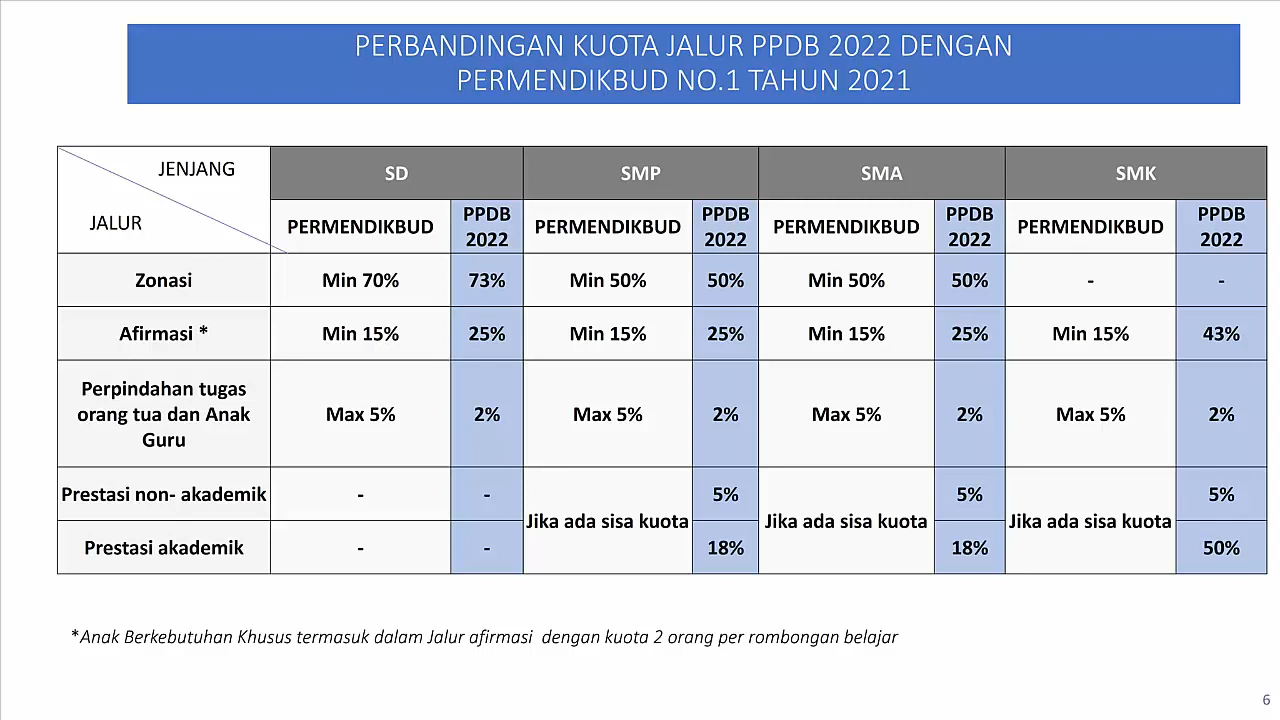 PERBANDINGAN KUOTA JALUR PPDB 2022 DENGAN
PERMENDIKBUD NO.1 TAHUN 2021
JENJANG
JALUR
SD
SMP
SMA
SMK
PERMENDIKBUD
PPDB
2022
PERMENDIKBUD
PPDB
2022
PERMENDIKBUD
PPDB
2022
PERMENDIKBUD
PPDB
2022
Zonasi
Min 70%
73%
Min 50%
50%
Min 50%
50%
-
-
Afirmasi *
Min 15%
25%
Min 15%
25%
Min 15%
25%
Min 15%
43%
Perpindahan tugas
orang tua dan Anak
Guru
Max 5%
2%
Max 5%
2%
Max 5%
2%
Max 5%
2%
Prestasi non- akademik
-
-
Jika ada sisa kuota
5%
Jika ada sisa kuota
5%
Jika ada sisa kuota
5%
Prestasi akademik
-
-
18%
18%
50%
*Anak Berkebutuhan Khusus termasuk dalam Jalur afirmasi dengan kuota 2 orang per rombongan belajar
6